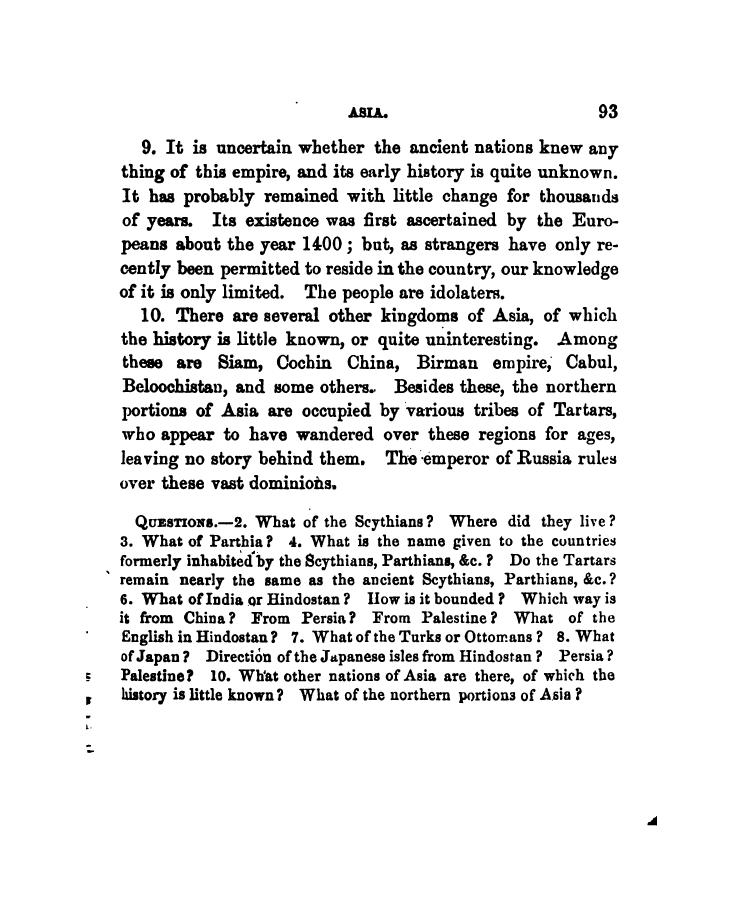 ASIA. 93
9. It is uncertain whether the ancient nations knew any
thing of this empire, and its early history is quite unknown.
It has probably remained with little change for thousands
of years. Its existence was first ascertained by the Euro-
peans about the year 1400 ; but, as strangers have only re-
cently been permitted to reside in the country, our knowledge
of it is only limited. The people are idolaters.
10. There are several other kingdoms of Asia, of which
the history is little known, or quite uninteresting. Among
these are Siam, Cochin China, Birman empire, Cabul,
Beloochistan, and some others. Besides these, the northern
portions of Asia are occupied by various tribes of Tartars,
who appear to have wandered over these regions for ages,
leaving no story behind them. The emperor of Russia rules
over these vast dominions.
QUESTIONS.—2. What of the Scythians? Where did they live?
3. What of Parthia? 4. What is the name given to the countries
formerly inhabited by the Scythians, Parthians, &c.? Do the Tartars
remain nearly the same as the ancient Scythians, Parthians, &c.?
6. What of India or Hindostan? How is it bounded? Which way is
it from China? From Persia? From Palestine? What of the
English in Hindostan? 7. What of the Turks or Ottomans? 8. What
of Japan? Direction of the Japanese isles from Hindostan? Persia?
Palestine? 10. What other nations of Asia are there, of which the
history is little known? What of the northern portions of Asia?